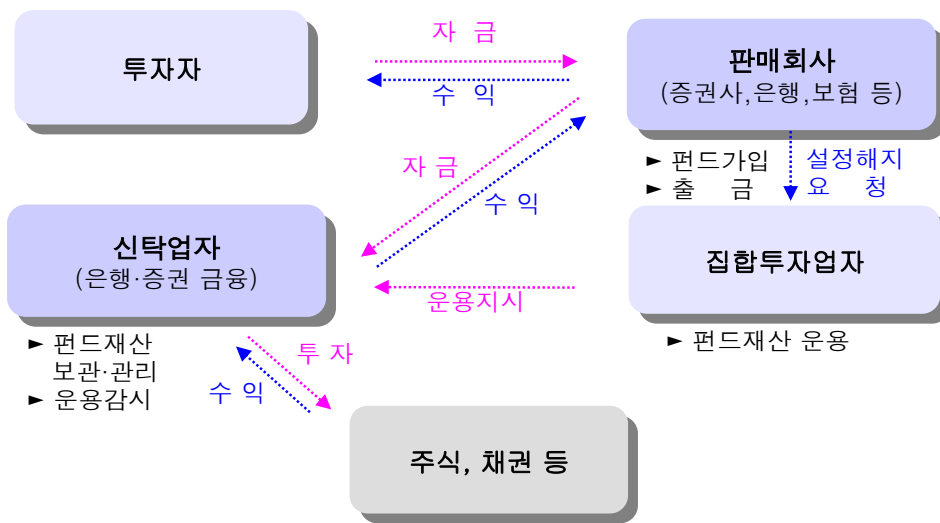 자 금
투자자
수 익
판매회사
(증권사,은행,보험 등)
► 펀드가입
► 출 금
설정해지
요 청
자 금
수 익
신탁업자
(은행·증권 금융)
집합투자업자
운용지시
► 펀드재산
보관·관리
► 운용감시
► 펀드재산 운용
투 자
수 익
주식, 채권 등